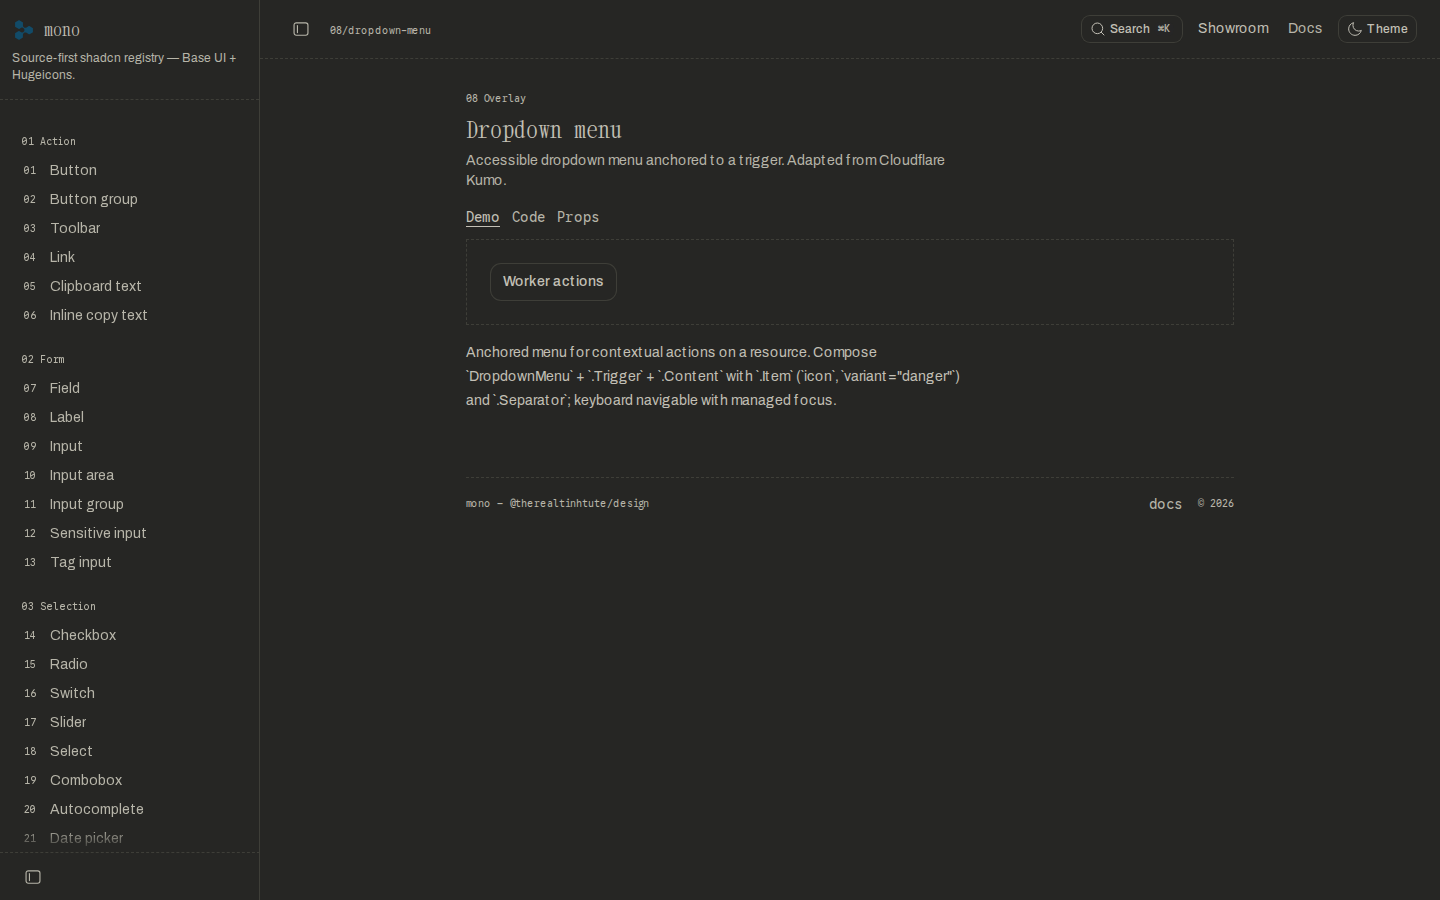 mono
Source-first shadcn registry — Base UI +
Hugeicons.
01 Action
01 Button
02 Button group
03 Toolbar
04 Link
05 Clipboard text
06 Inline copy text
02 Form
07 Field
08 Label
09 Input
10 Input area
11 Input group
12 Sensitive input
13 Tag input
03 Selection
14 Checkbox
15 Radio
16 Switch
17 Slider
18 Select
19 Combobox
20 Autocomplete
21 Date picker
08/dropdown-menu
Search ⌘K
Showroom
Docs
Theme
08 Overlay
Dropdown menu
Accessible dropdown menu anchored to a trigger. Adapted from Cloudflare
Kumo.
Demo Code Props
Worker actions
Anchored menu for contextual actions on a resource. Compose
`DropdownMenu` + `.Trigger` + `.Content` with `.Item` (`icon`, `variant="danger"`)
and `.Separator`; keyboard navigable with managed focus.
mono — @therealtinhtute/design
docs © 2026